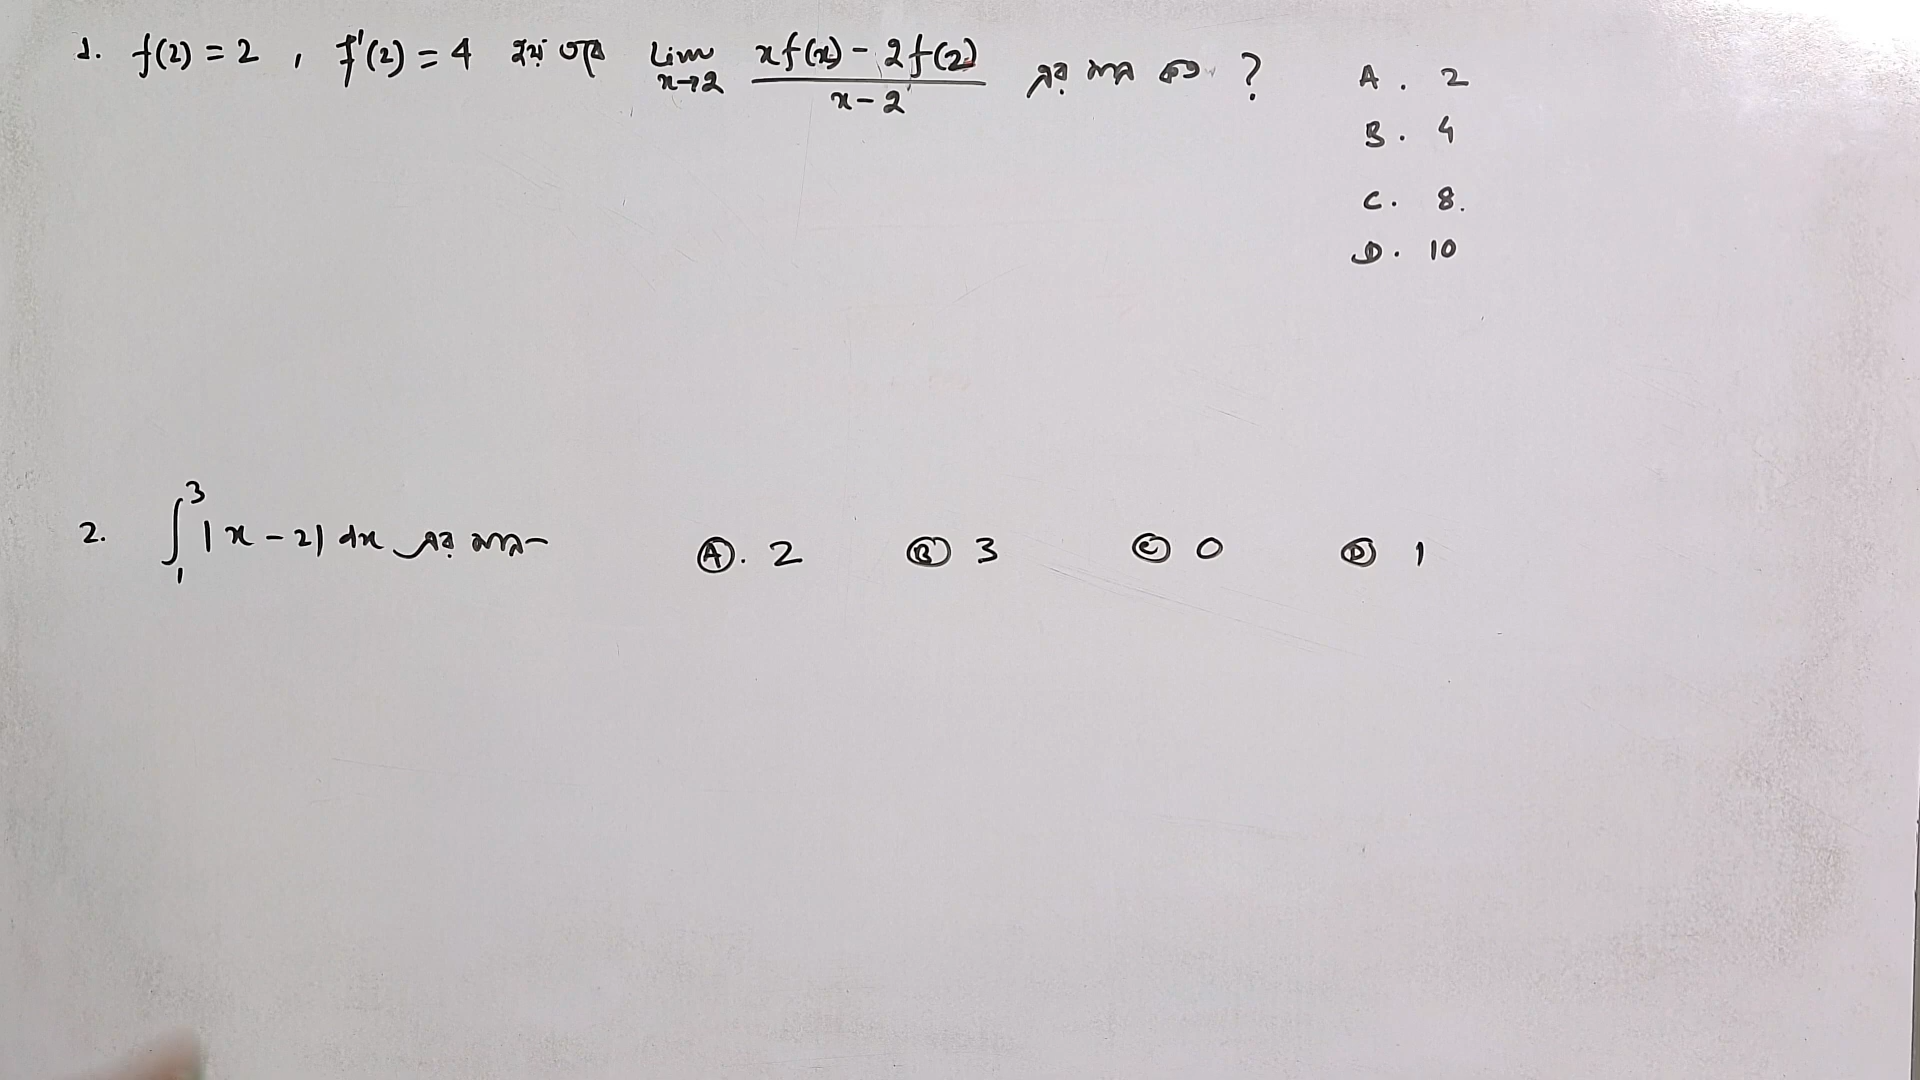 1. f(2) = 2 , f'(2) = 4 হয় তবে Lim x→2 xf(x) - 2f(2) / x - 2 এর মান কত ?
A . 2
B . 4
C . 8.
D . 10
2. ∫₁³ |x - 2| dx এর মান- Ⓐ. 2 Ⓑ 3 Ⓒ 0 Ⓓ 1